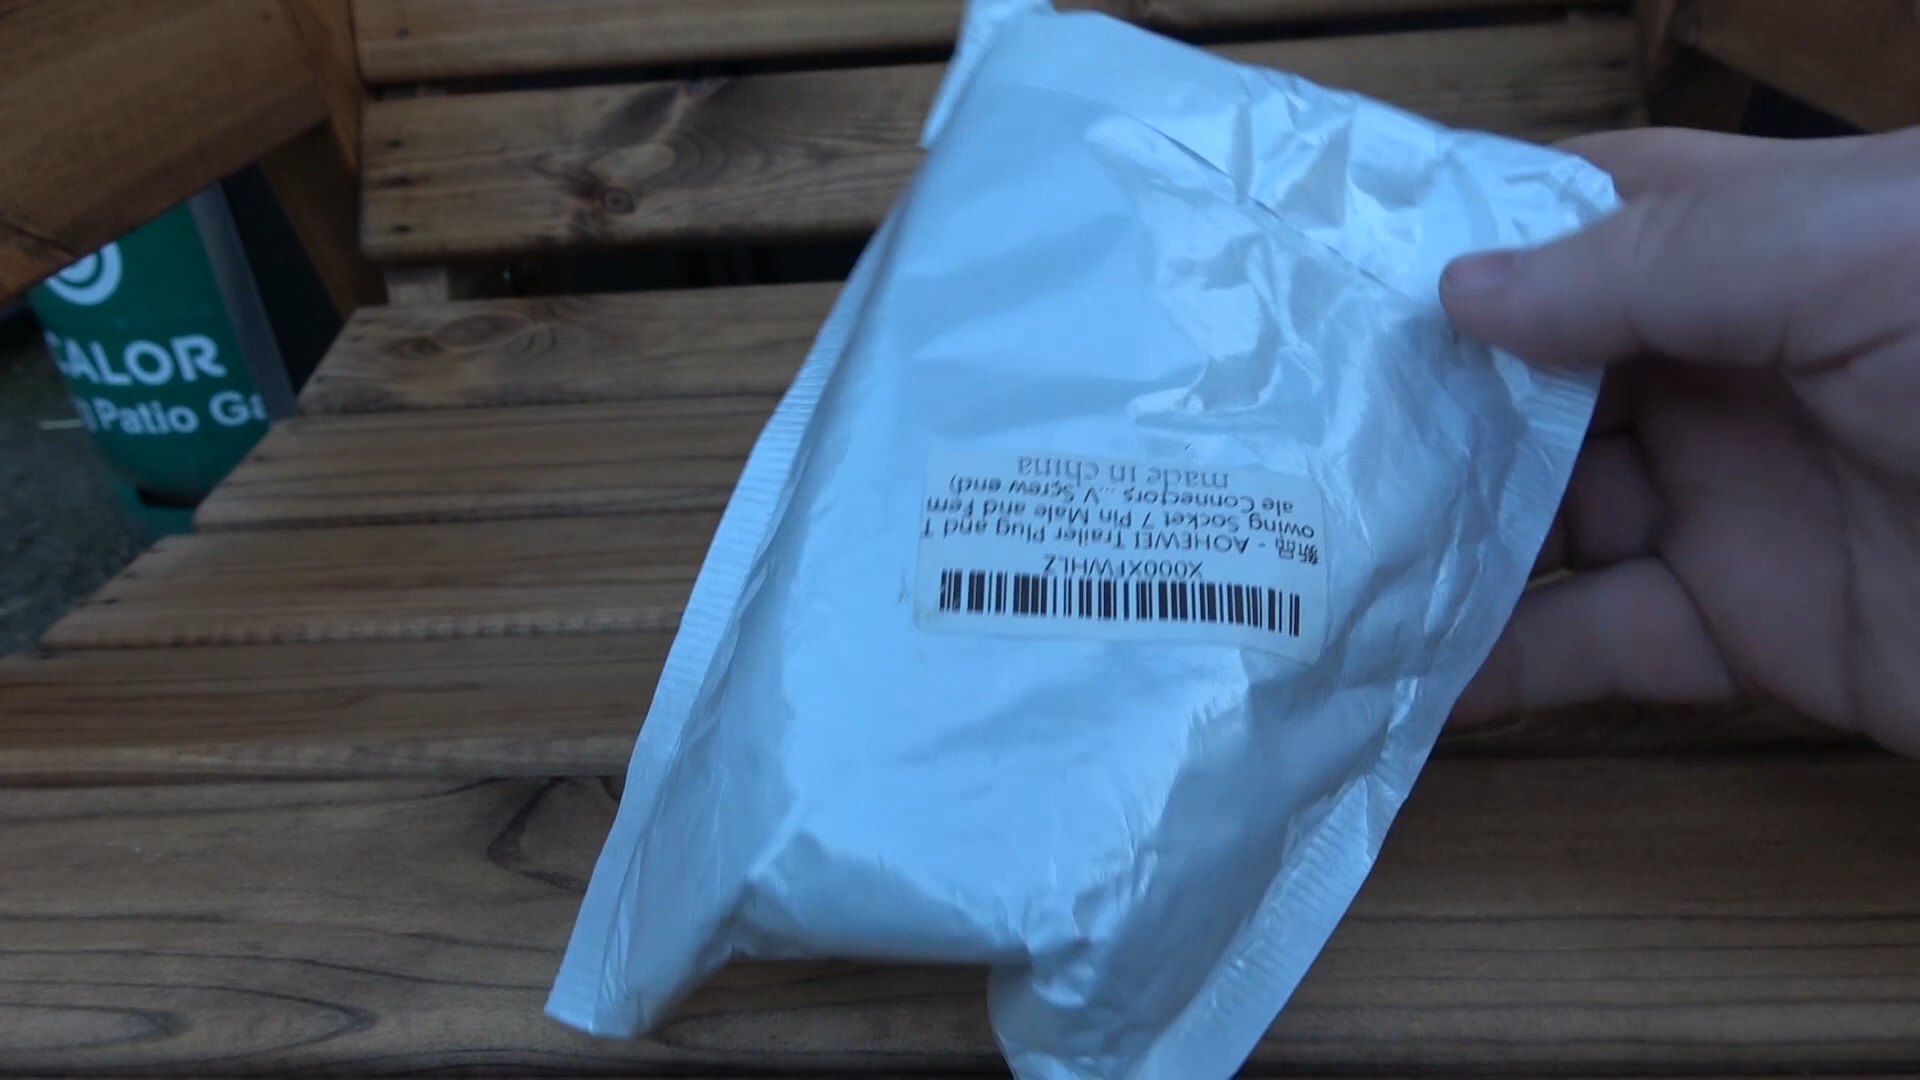 CALOR
Patio Ga
X000XFWHLZ
新品 - AOHEWEI Trailer Plug and T
owing Socket 7 Pin Male and Fem
ale Connectors...V Screw end)
made in china